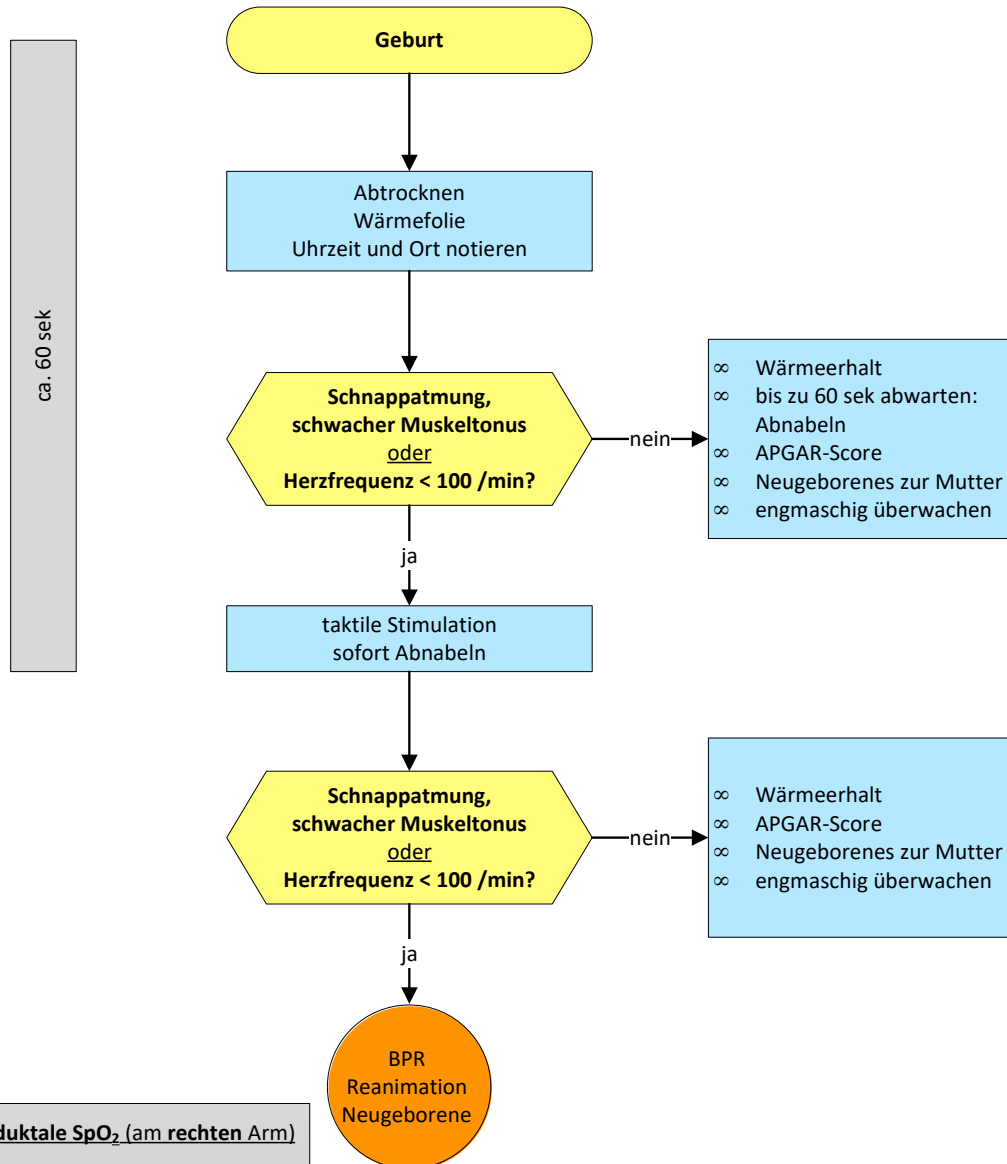 Geburt
ca. 60 sek
Abtrocknen
Wärmefolie
Uhrzeit und Ort notieren
Schnappatmung,
schwacher Muskeltonus
oder
Herzfrequenz < 100 /min?
nein
∞ Wärmeerhalt
∞ bis zu 60 sek abwarten:
Abnabeln
∞ APGAR-Score
∞ Neugeborenes zur Mutter
∞ engmaschig überwachen
ja
taktile Stimulation
sofort Abnabeln
Schnappatmung,
schwacher Muskeltonus
oder
Herzfrequenz < 100 /min?
nein
∞ Wärmeerhalt
∞ APGAR-Score
∞ Neugeborenes zur Mutter
∞ engmaschig überwachen
ja
BPR
Reanimation
Neugeborene
SpO₂ (am rechten Arm)